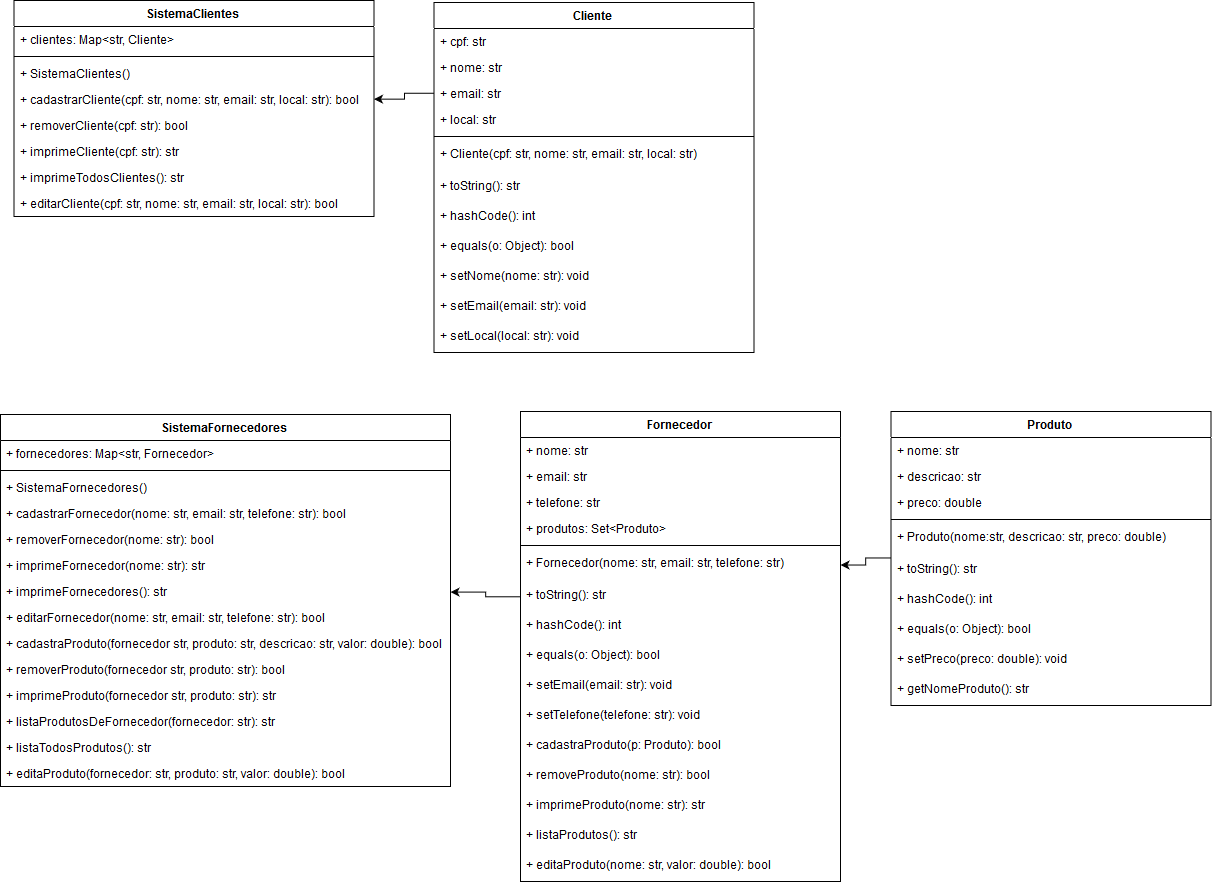 SistemaClientes
+ clientes: Map<str, Cliente>
+ SistemaClientes()
+ cadastrarCliente(cpf: str, nome: str, email: str, local: str): bool
+ removerCliente(cpf: str): bool
+ imprimeCliente(cpf: str): str
+ imprimeTodosClientes(): str
+ editarCliente(cpf: str, nome: str, email: str, local: str): bool
Cliente
+ cpf: str
+ nome: str
+ email: str
+ local: str
+ Cliente(cpf: str, nome: str, email: str, local: str)
+ toString(): str
+ hashCode(): int
+ equals(o: Object): bool
+ setNome(nome: str): void
+ setEmail(email: str): void
+ setLocal(local: str): void
SistemaFornecedores
+ fornecedores: Map<str, Fornecedor>
+ SistemaFornecedores()
+ cadastrarFornecedor(nome: str, email: str, telefone: str): bool
+ removerFornecedor(nome: str): bool
+ imprimeFornecedor(nome: str): str
+ imprimeFornecedores(): str
+ editarFornecedor(nome: str, email: str, telefone: str): bool
+ cadastraProduto(fornecedor str, produto: str, descricao: str, valor: double): bool
+ removerProduto(fornecedor str, produto: str): bool
+ imprimeProduto(fornecedor str, produto: str): str
+ listaProdutosDeFornecedor(fornecedor: str): str
+ listaTodosProdutos(): str
+ editaProduto(fornecedor: str, produto: str, valor: double): bool
Fornecedor
+ nome: str
+ email: str
+ telefone: str
+ produtos: Set<Produto>
+ Fornecedor(nome: str, email: str, telefone: str)
+ toString(): str
+ hashCode(): int
+ equals(o: Object): bool
+ setEmail(email: str): void
+ setTelefone(telefone: str): void
+ cadastraProduto(p: Produto): bool
+ removeProduto(nome: str): bool
+ imprimeProduto(nome: str): str
+ listaProdutos(): str
+ editaProduto(nome: str, valor: double): bool
Produto
+ nome: str
+ descricao: str
+ preco: double
+ Produto(nome:str, descricao: str, preco: double)
+ toString(): str
+ hashCode(): int
+ equals(o: Object): bool
+ setPreco(preco: double): void
+ getNomeProduto(): str